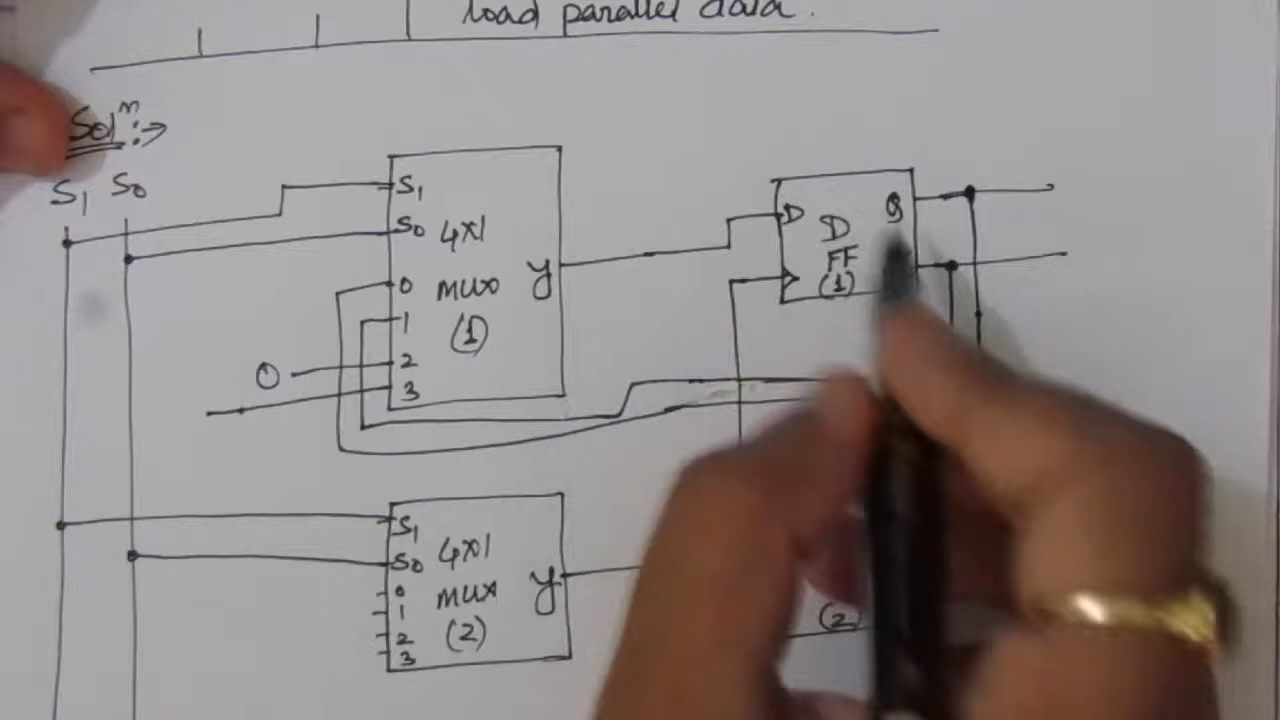 load parallel data.
Solⁿ :→
S₁ S₀
S₁
S₀
4x1
MUX
(1)
y
0
1
2
3
0
D
Q
D
FF
(1)
S₁
S₀
4x1
MUX
(2)
y
0
1
2
3
(2)